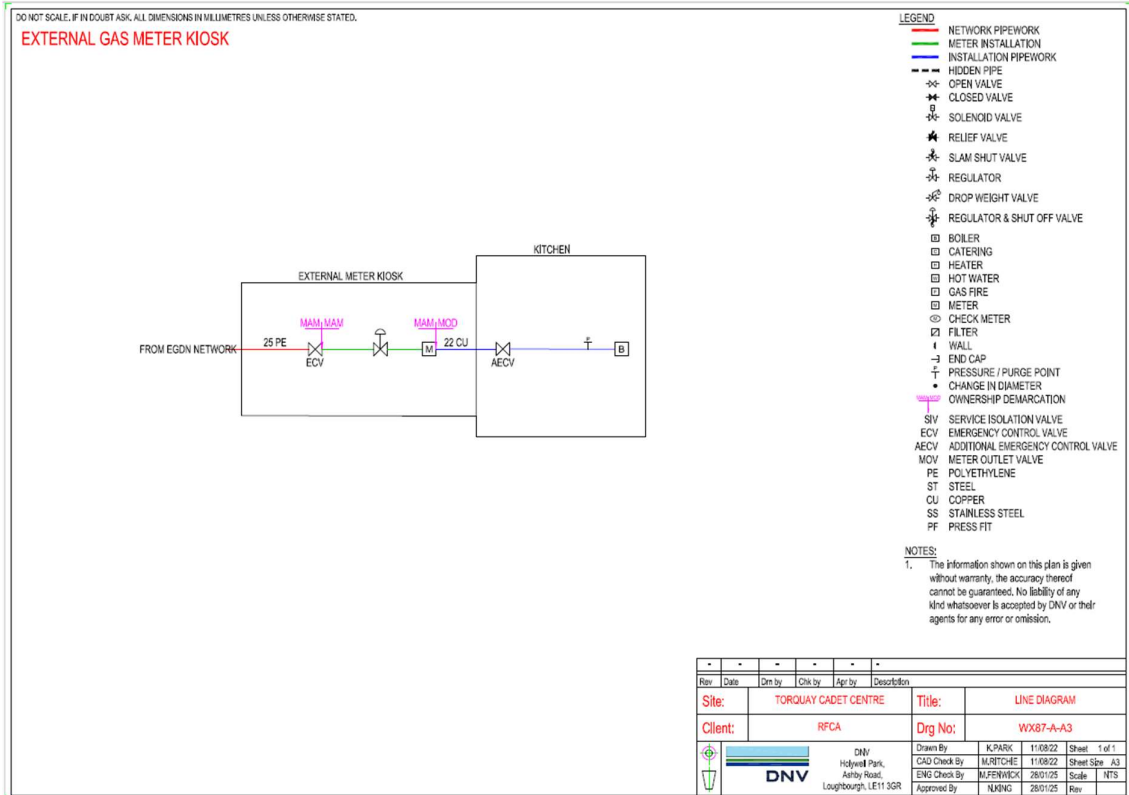 DO NOT SCALE, IF IN DOUBT ASK. ALL DIMENSIONS IN MILLIMETRES UNLESS OTHERWISE STATED.
EXTERNAL GAS METER KIOSK
KITCHEN
EXTERNAL METER KIOSK
MAM MAM
MAM MOD
FROM EGDN NETWORK
25 PE
22 CU
P
M
B
ECV
AECV
LEGEND
NETWORK PIPEWORK
METER INSTALLATION
INSTALLATION PIPEWORK
HIDDEN PIPE
OPEN VALVE
CLOSED VALVE
SOLENOID VALVE
RELIEF VALVE
SLAM SHUT VALVE
REGULATOR
DROP WEIGHT VALVE
REGULATOR & SHUT OFF VALVE
BOILER
CATERING
HEATER
HOT WATER
GAS FIRE
METER
CHECK METER
FILTER
WALL
END CAP
PRESSURE / PURGE POINT
CHANGE IN DIAMETER
OWNERSHIP DEMARCATION
SIV SERVICE ISOLATION VALVE
ECV EMERGENCY CONTROL VALVE
AECV ADDITIONAL EMERGENCY CONTROL VALVE
MOV METER OUTLET VALVE
PE POLYETHYLENE
ST STEEL
CU COPPER
SS STAINLESS STEEL
PF PRESS FIT
NOTES:
1. The information shown on this plan is given
without warranty, the accuracy thereof
cannot be guaranteed. No liability of any
kind whatsoever is accepted by DNV or their
agents for any error or omission.
- - - - - -
Rev Date Drn by Chk by Apr by Description
Site: TORQUAY CADET CENTRE Title: LINE DIAGRAM
Client: RFCA Drg No: WX87-A-A3
DNV
DNV
Holywell Park,
Ashby Road,
Loughbourgh, LE11 3GR
Drawn By K.PARK 11/08/22 Sheet 1 of 1
CAD Check By M.RITCHIE 11/08/22 Sheet Size A3
ENG Check By M.FENWICK 28/01/25 Scale NTS
Approved By N.KING 28/01/25 Rev